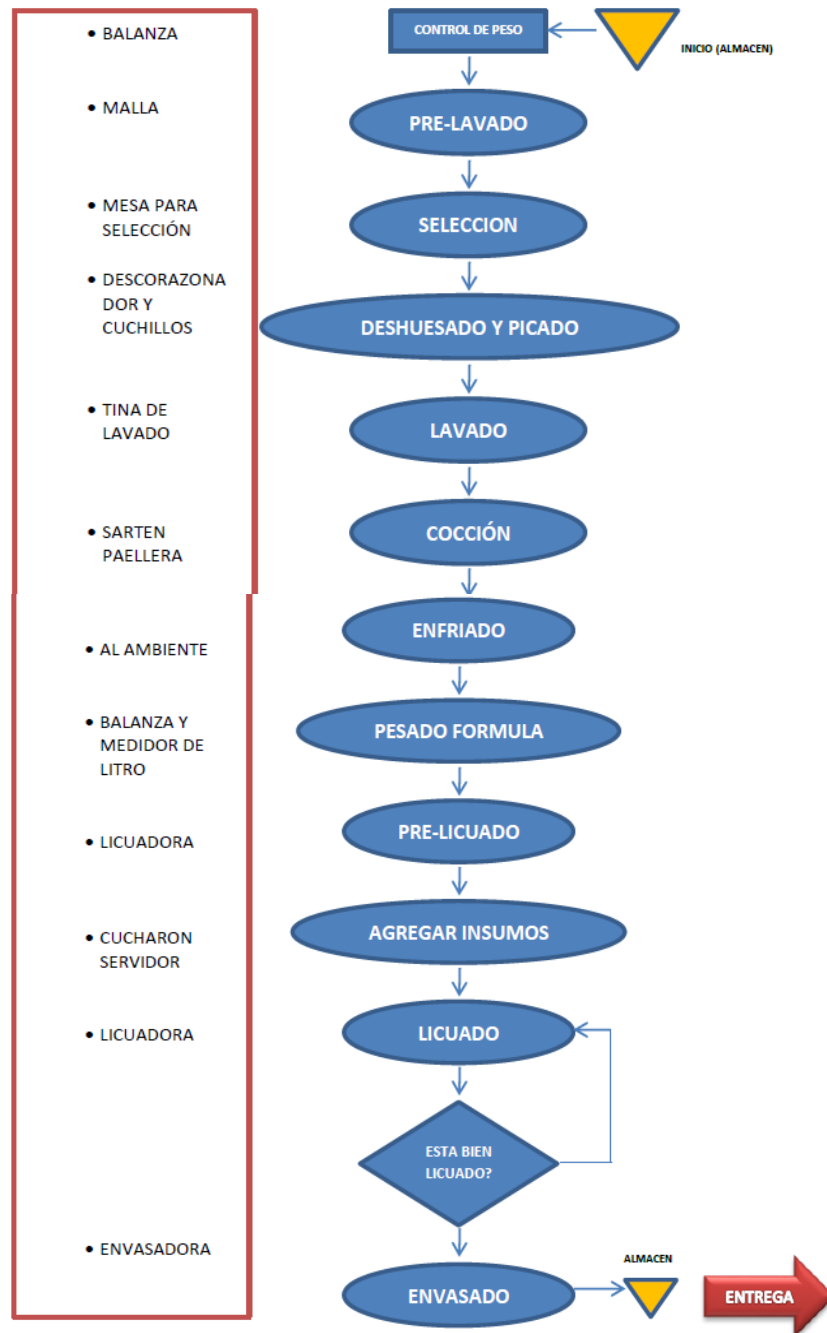 • BALANZA
CONTROL DE PESO
INICIO (ALMACEN)
• MALLA
PRE-LAVADO
• MESA PARA
SELECCIÓN
SELECCION
• DESCORAZONA
DOR Y
CUCHILLOS
DESHUESADO Y PICADO
• TINA DE
LAVADO
LAVADO
• SARTEN
PAELLERA
COCCIÓN
• AL AMBIENTE
ENFRIADO
• BALANZA Y
MEDIDOR DE
LITRO
PESADO FORMULA
• LICUADORA
PRE-LICUADO
• CUCHARON
SERVIDOR
AGREGAR INSUMOS
• LICUADORA
LICUADO
ESTA BIEN
LICUADO?
• ENVASADORA
ENVASADO
ALMACEN
ENTREGA